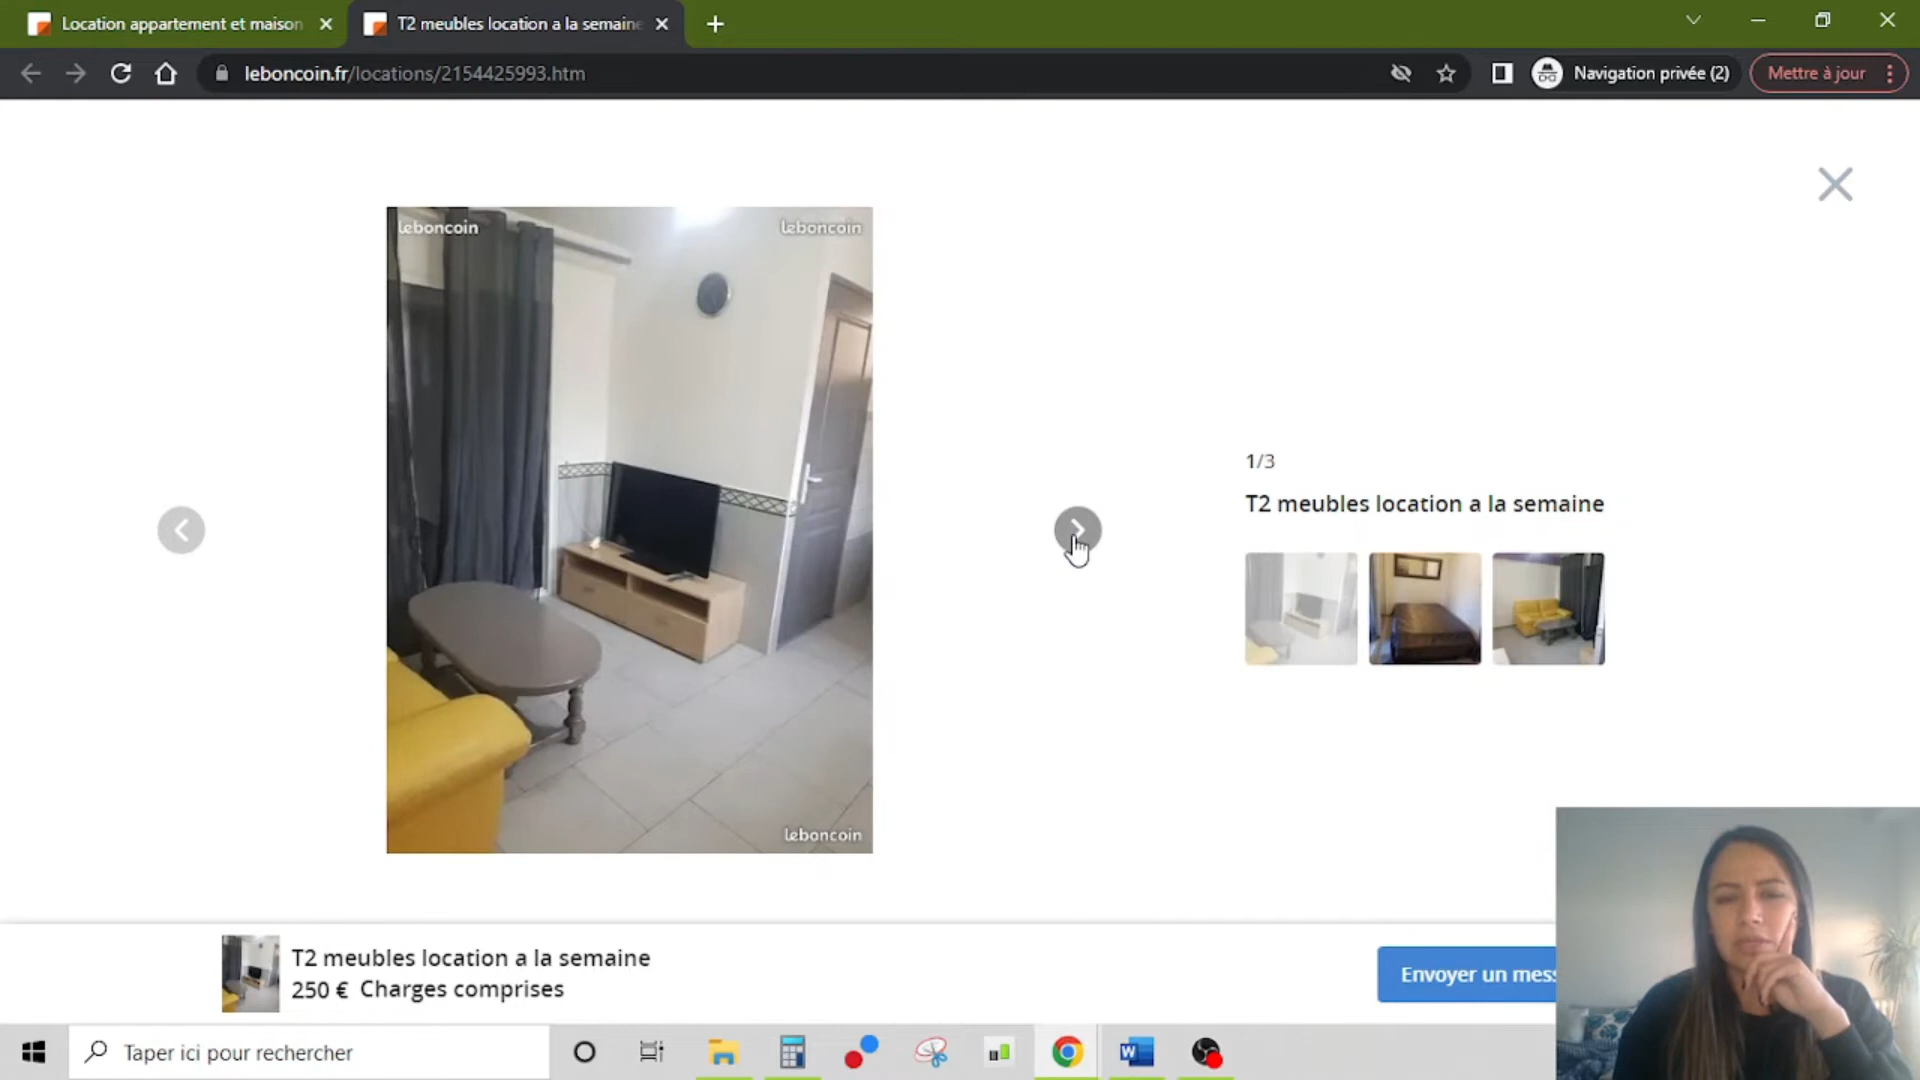 Location appartement et maison
T2 meubles location a la semaine
leboncoin.fr/locations/2154425993.htm
Navigation privée (2)
Mettre à jour
leboncoin
leboncoin
1/3
T2 meubles location a la semaine
leboncoin
T2 meubles location a la semaine
250 € Charges comprises
Envoyer un mess
Taper ici pour rechercher